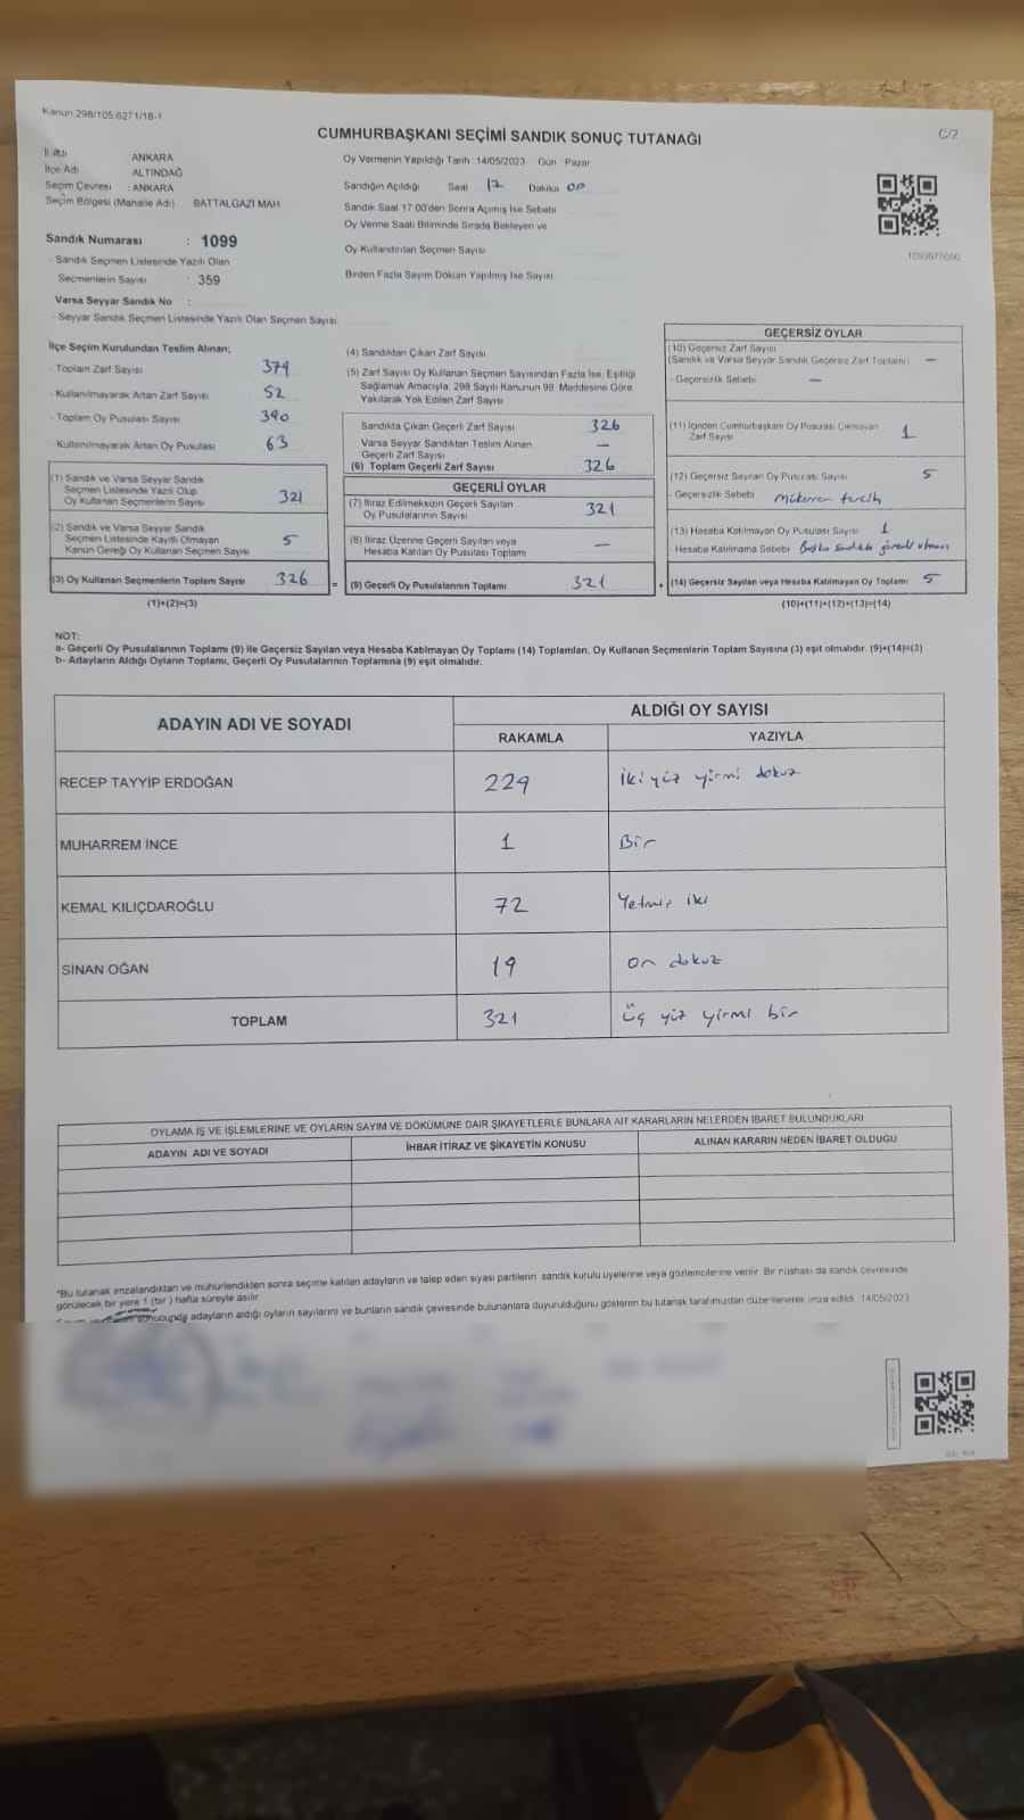 Kanun 298/105 6271/18-1
CUMHURBAŞKANI SEÇİMİ SANDIK SONUÇ TUTANAĞI
C/2
İl Adı ANKARA
İlçe Adı ALTINDAĞ
Seçim Çevresi : ANKARA
Seçim Bölgesi (Mahalle Adı) BATTALGAZİ MAH
Sandık Numarası : 1099
- Sandık Seçmen Listesinde Yazılı Olan
Seçmenlerin Sayısı : 359
Varsa Seyyar Sandık No :
- Seyyar Sandık Seçmen Listesinde Yazılı Olan Seçmen Sayısı
Oy Vermenin Yapıldığı Tarih : 14/05/2023 Gün Pazar
Sandığın Açıldığı Saat 17 Dakika 00
Sandık Saat 17:00'den Sonra Açılmış İse Sebebi
Oy Verme Saati Bitiminde Sırada Bekleyen ve
Oy Kullandırılan Seçmen Sayısı
Birden Fazla Sayım Döküm Yapılmış İse Sayısı
İlçe Seçim Kurulundan Teslim Alınan;
- Toplam Zarf Sayısı 374
- Kullanılmayarak Artan Zarf Sayısı 52
- Toplam Oy Pusulası Sayısı 390
- Kullanılmayarak Artan Oy Pusulası 63
(1) Sandık ve Varsa Seyyar Sandık
Seçmen Listesinde Yazılı Olup
Oy Kullanan Seçmenlerin Sayısı 321
(2) Sandık ve Varsa Seyyar Sandık
Seçmen Listesinde Kayıtlı Olmayan
Kanun Gereği Oy Kullanan Seçmen Sayısı 5
(3) Oy Kullanan Seçmenlerin Toplam Sayısı 326
(1)+(2)=(3)
(4) Sandıktan Çıkan Zarf Sayısı
(5) Zarf Sayısı Oy Kullanan Seçmen Sayısından Fazla İse, Eşitliği
Sağlamak Amacıyla, 298 Sayılı Kanunun 98. Maddesine Göre
Yakılarak Yok Edilen Zarf Sayısı
Sandıkta Çıkan Geçerli Zarf Sayısı 326
Varsa Seyyar Sandıktan Teslim Alınan
Geçerli Zarf Sayısı —
(6) Toplam Geçerli Zarf Sayısı 326
GEÇERLİ OYLAR
(7) İtiraz Edilmeksizin Geçerli Sayılan
Oy Pusulalarının Sayısı 321
(8) İtiraz Üzerine Geçerli Sayılan veya
Hesaba Katılan Oy Pusulası Toplamı —
= (9) Geçerli Oy Pusulalarının Toplamı 321
GEÇERSİZ OYLAR
(10) Geçersiz Zarf Sayısı
(Sandık ve Varsa Seyyar Sandık Geçersiz Zarf Toplamı) —
- Geçersizlik Sebebi —
(11) İçinden Cumhurbaşkanı Oy Pusulası Çıkmayan
Zarf Sayısı 1
(12) Geçersiz Sayılan Oy Pusulası Sayısı 5
- Geçersizlik Sebebi mükerrer tercih
(13) Hesaba Katılmayan Oy Pusulası Sayısı 1
Hesaba Katılmama Sebebi Başka sandıkta görevli olması
+ (14) Geçersiz Sayılan veya Hesaba Katılmayan Oy Toplamı 5
(10)+(11)+(12)+(13)=(14)
NOT:
a- Geçerli Oy Pusulalarının Toplamı (9) ile Geçersiz Sayılan veya Hesaba Katılmayan Oy Toplamı (14) Toplamları, Oy Kullanan Seçmenlerin Toplam Sayısına (3) eşit olmalıdır. (9)+(14)=(3)
b- Adayların Aldığı Oyların Toplamı, Geçerli Oy Pusulalarının Toplamına (9) eşit olmalıdır.
ADAYIN ADI VE SOYADI
ALDIĞI OY SAYISI
RAKAMLA YAZIYLA
RECEP TAYYİP ERDOĞAN 229 iki yüz yirmi dokuz
MUHARREM İNCE 1 Bir
KEMAL KILIÇDAROĞLU 72 Yetmiş iki
SİNAN OĞAN 19 on dokuz
TOPLAM 321 üç yüz yirmi bir
OYLAMA İŞ VE İŞLEMLERİNE VE OYLARIN SAYIM VE DÖKÜMÜNE DAİR ŞİKAYETLERLE BUNLARA AİT KARARLARIN NELERDEN İBARET BULUNDUKLARI
ADAYIN ADI VE SOYADI İHBAR İTİRAZ VE ŞİKAYETİN KONUSU ALINAN KARARIN NEDEN İBARET OLDUĞU
*Bu tutanak imzalandıktan ve mühürlendikten sonra seçime katılan adayların ve talep eden siyasi partilerin sandık kurulu üyelerine veya gözlemcilerine verilir. Bir nüshası da sandık çevresinde
görülecek bir yere 1 (bir) hafta süreyle asılır.
sonucunda adayların aldığı oyların sayılarını ve bunların sandık çevresinde bulunanlara duyurulduğunu gösteren bu tutanak tarafımızdan düzenlenerek imza edildi. 14/05/2023